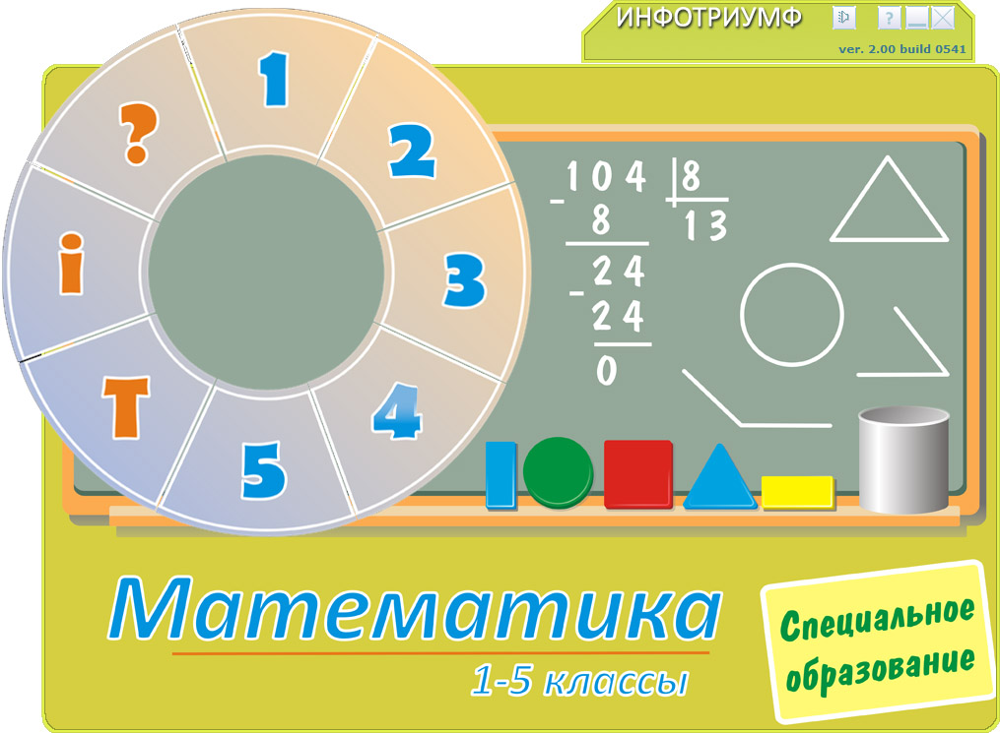 ИНФОТРИУМФ
?
ver. 2.00 build 0541
1
2
3
4
5
Т
i
?
104 8
- 8 13
24
- 24
0
Математика
1-5 классы
Специальное
образование